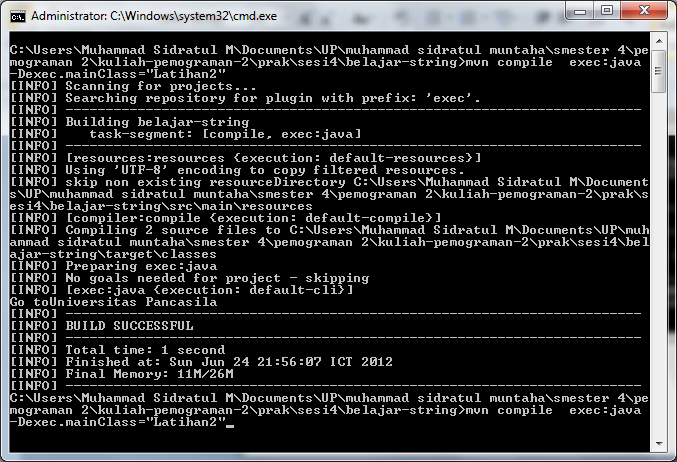 Administrator: C:\Windows\system32\cmd.exe
C:\Users\Muhammad Sidratul M\Documents\UP\muhammad sidratul muntaha\smester 4\pe
mograman 2\kuliah-pemograman-2\prak\sesi4\belajar-string>mvn compile  exec:java
-Dexec.mainClass="Latihan2"
[INFO] Scanning for projects...
[INFO] Searching repository for plugin with prefix: 'exec'.
[INFO] ------------------------------------------------------------------------
[INFO] Building belajar-string
[INFO]    task-segment: [compile, exec:java]
[INFO] ------------------------------------------------------------------------
[INFO] [resources:resources {execution: default-resources}]
[INFO] Using 'UTF-8' encoding to copy filtered resources.
[INFO] skip non existing resourceDirectory C:\Users\Muhammad Sidratul M\Document
s\UP\muhammad sidratul muntaha\smester 4\pemograman 2\kuliah-pemograman-2\prak\s
esi4\belajar-string\src\main\resources
[INFO] [compiler:compile {execution: default-compile}]
[INFO] Compiling 2 source files to C:\Users\Muhammad Sidratul M\Documents\UP\muh
ammad sidratul muntaha\smester 4\pemograman 2\kuliah-pemograman-2\prak\sesi4\bel
ajar-string\target\classes
[INFO] Preparing exec:java
[INFO] No goals needed for project - skipping
[INFO] [exec:java {execution: default-cli}]
Go toUniversitas Pancasila
[INFO] ------------------------------------------------------------------------
[INFO] BUILD SUCCESSFUL
[INFO] ------------------------------------------------------------------------
[INFO] Total time: 1 second
[INFO] Finished at: Sun Jun 24 21:56:07 ICT 2012
[INFO] Final Memory: 11M/26M
[INFO] ------------------------------------------------------------------------
C:\Users\Muhammad Sidratul M\Documents\UP\muhammad sidratul muntaha\smester 4\pe
mograman 2\kuliah-pemograman-2\prak\sesi4\belajar-string>mvn compile  exec:java
-Dexec.mainClass="Latihan2"_